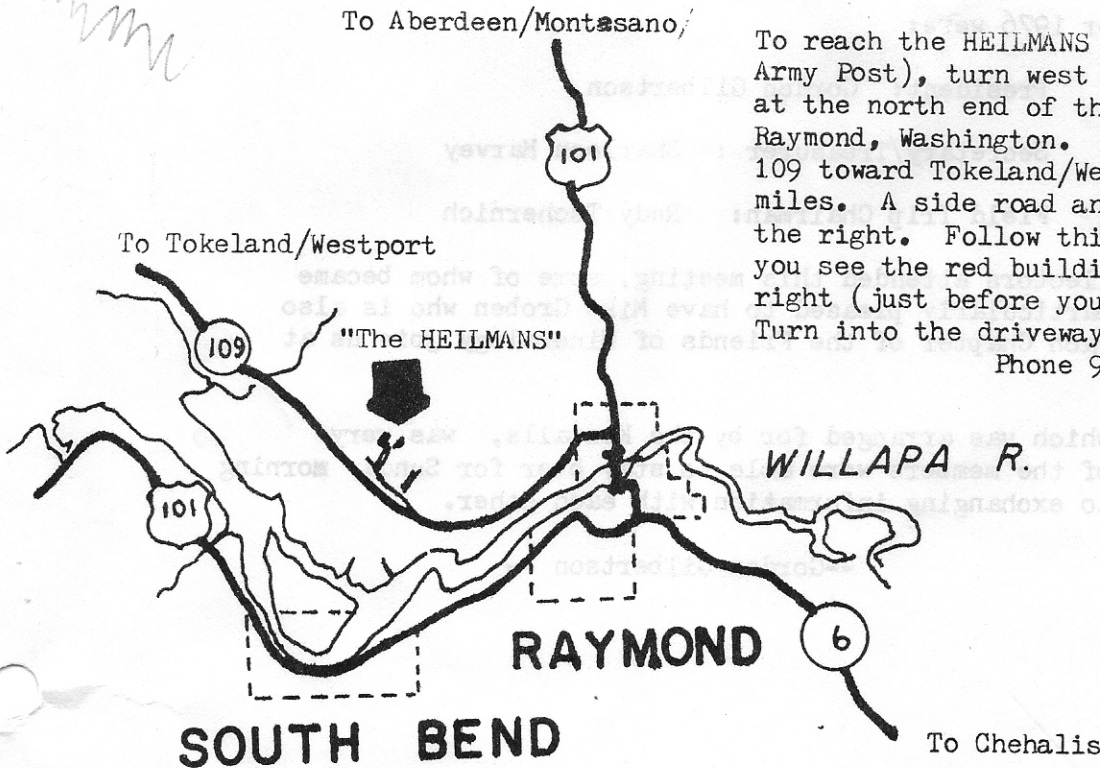 To Aberdeen/Montesano/
To reach the HEILMANS
Army Post), turn west
at the north end of th
Raymond, Washington.
109 toward Tokeland/We
miles. A side road an
the right. Follow thi
you see the red buildi
right, just before you
Turn into the driveway
Phone 9
101
To Tokeland/Westport
109
"The HEILMANS"
WILLAPA R.
101
RAYMOND
6
SOUTH BEND
To Chehalis